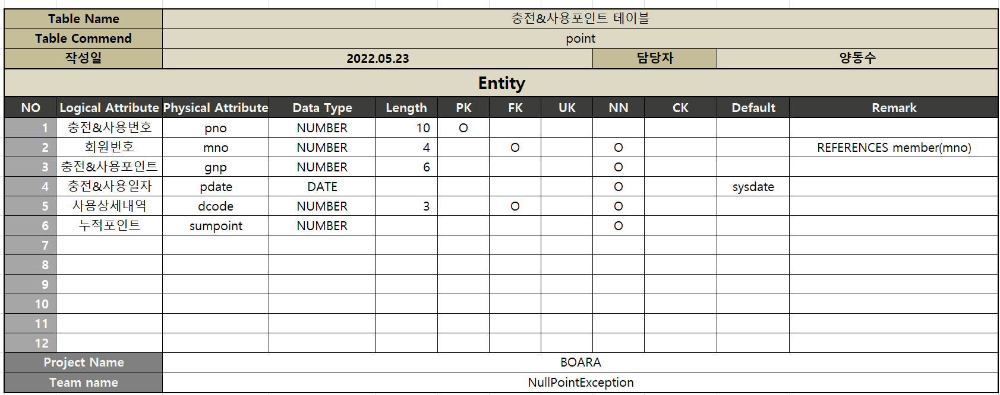 Table Name 충전&사용포인트 테이블
Table Commend point
작성일 2022.05.23 담당자 양동수
Entity
NO Logical Attribute Physical Attribute Data Type Length PK FK UK NN CK Default Remark
1 충전&사용번호 pno NUMBER 10 O
2 회원번호 mno NUMBER 4 O O REFERENCES member(mno)
3 충전&사용포인트 gnp NUMBER 6 O
4 충전&사용일자 pdate DATE O sysdate
5 사용상세내역 dcode NUMBER 3 O O
6 누적포인트 sumpoint NUMBER O
7
8
9
10
11
12
Project Name BOARA
Team name NullPointException